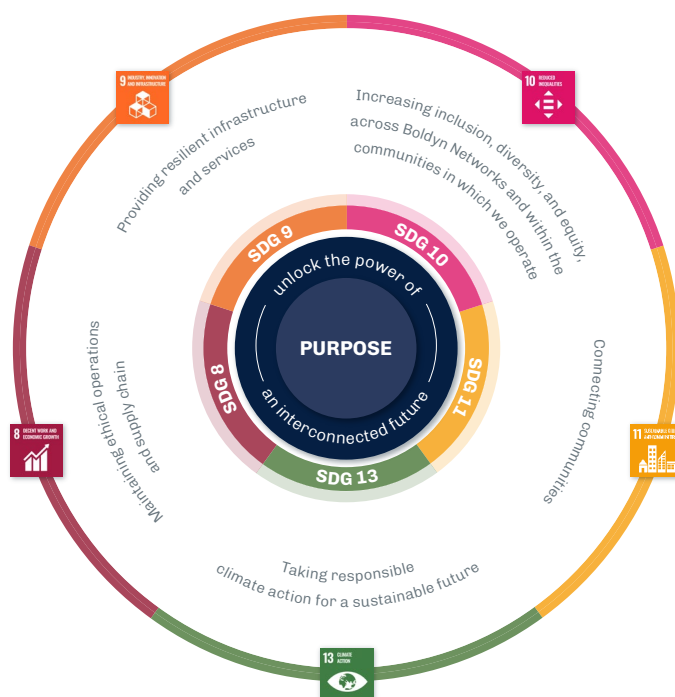 9 INDUSTRY, INNOVATION
AND INFRASTRUCTURE
10 REDUCED
INEQUALITIES
Providing resilient infrastructure
and services
Increasing inclusion, diversity, and equity,
across Boldyn Networks and within the
communities in which we operate
SDG 9
SDG 10
unlock the power of
PURPOSE
an interconnected future
SDG 8
SDG 11
SDG 13
Maintaining ethical operations
and supply chain
Connecting communities
8 DECENT WORK AND
ECONOMIC GROWTH
11 SUSTAINABLE
Taking responsible
climate action for a sustainable future
13 CLIMATE
ACTION